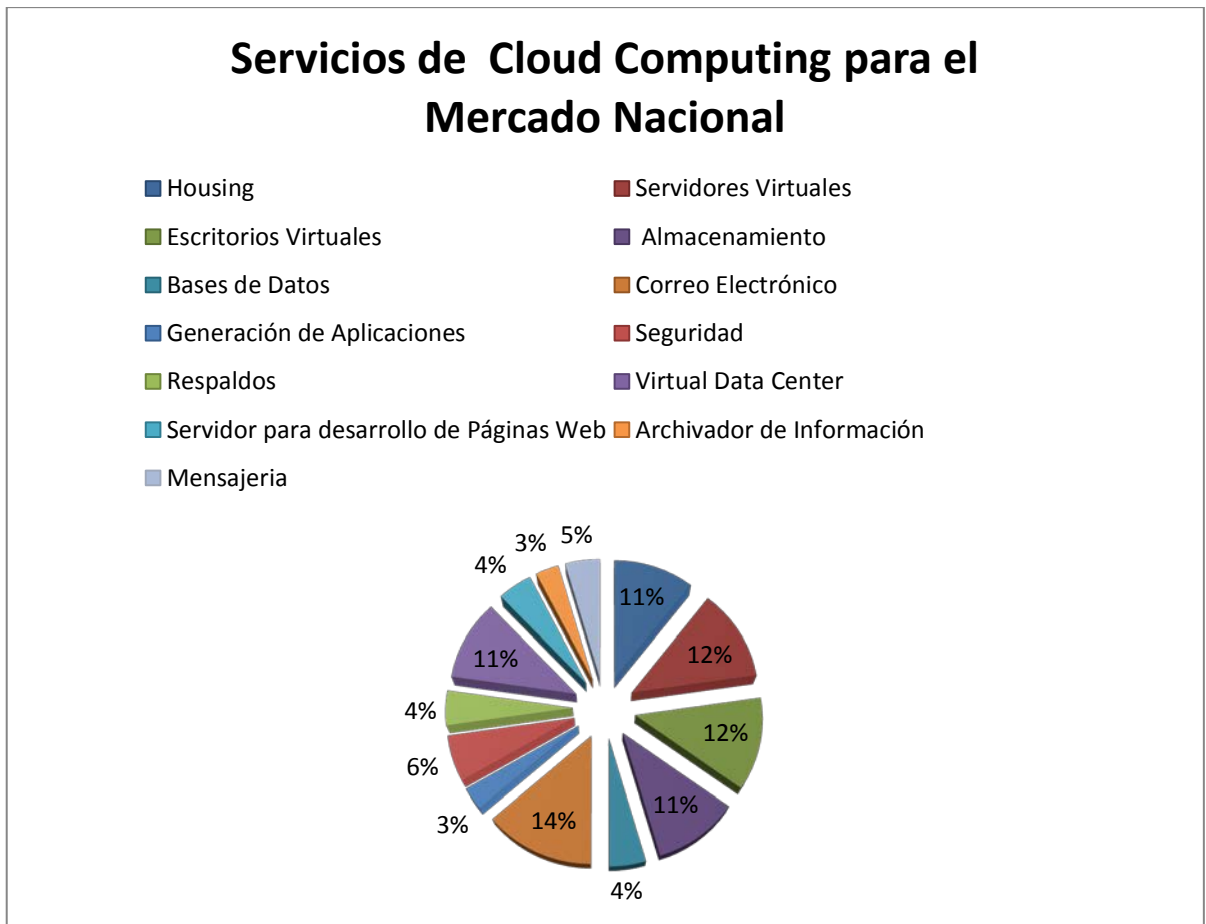 Servicios de Cloud Computing para el
Mercado Nacional
Housing
Servidores Virtuales
Escritorios Virtuales
Almacenamiento
Bases de Datos
Correo Electrónico
Generación de Aplicaciones
Seguridad
Respaldos
Virtual Data Center
Servidor para desarrollo de Páginas Web
Archivador de Información
Mensajeria
11%
12%
12%
11%
4%
14%
3%
6%
4%
11%
4%
3%
5%